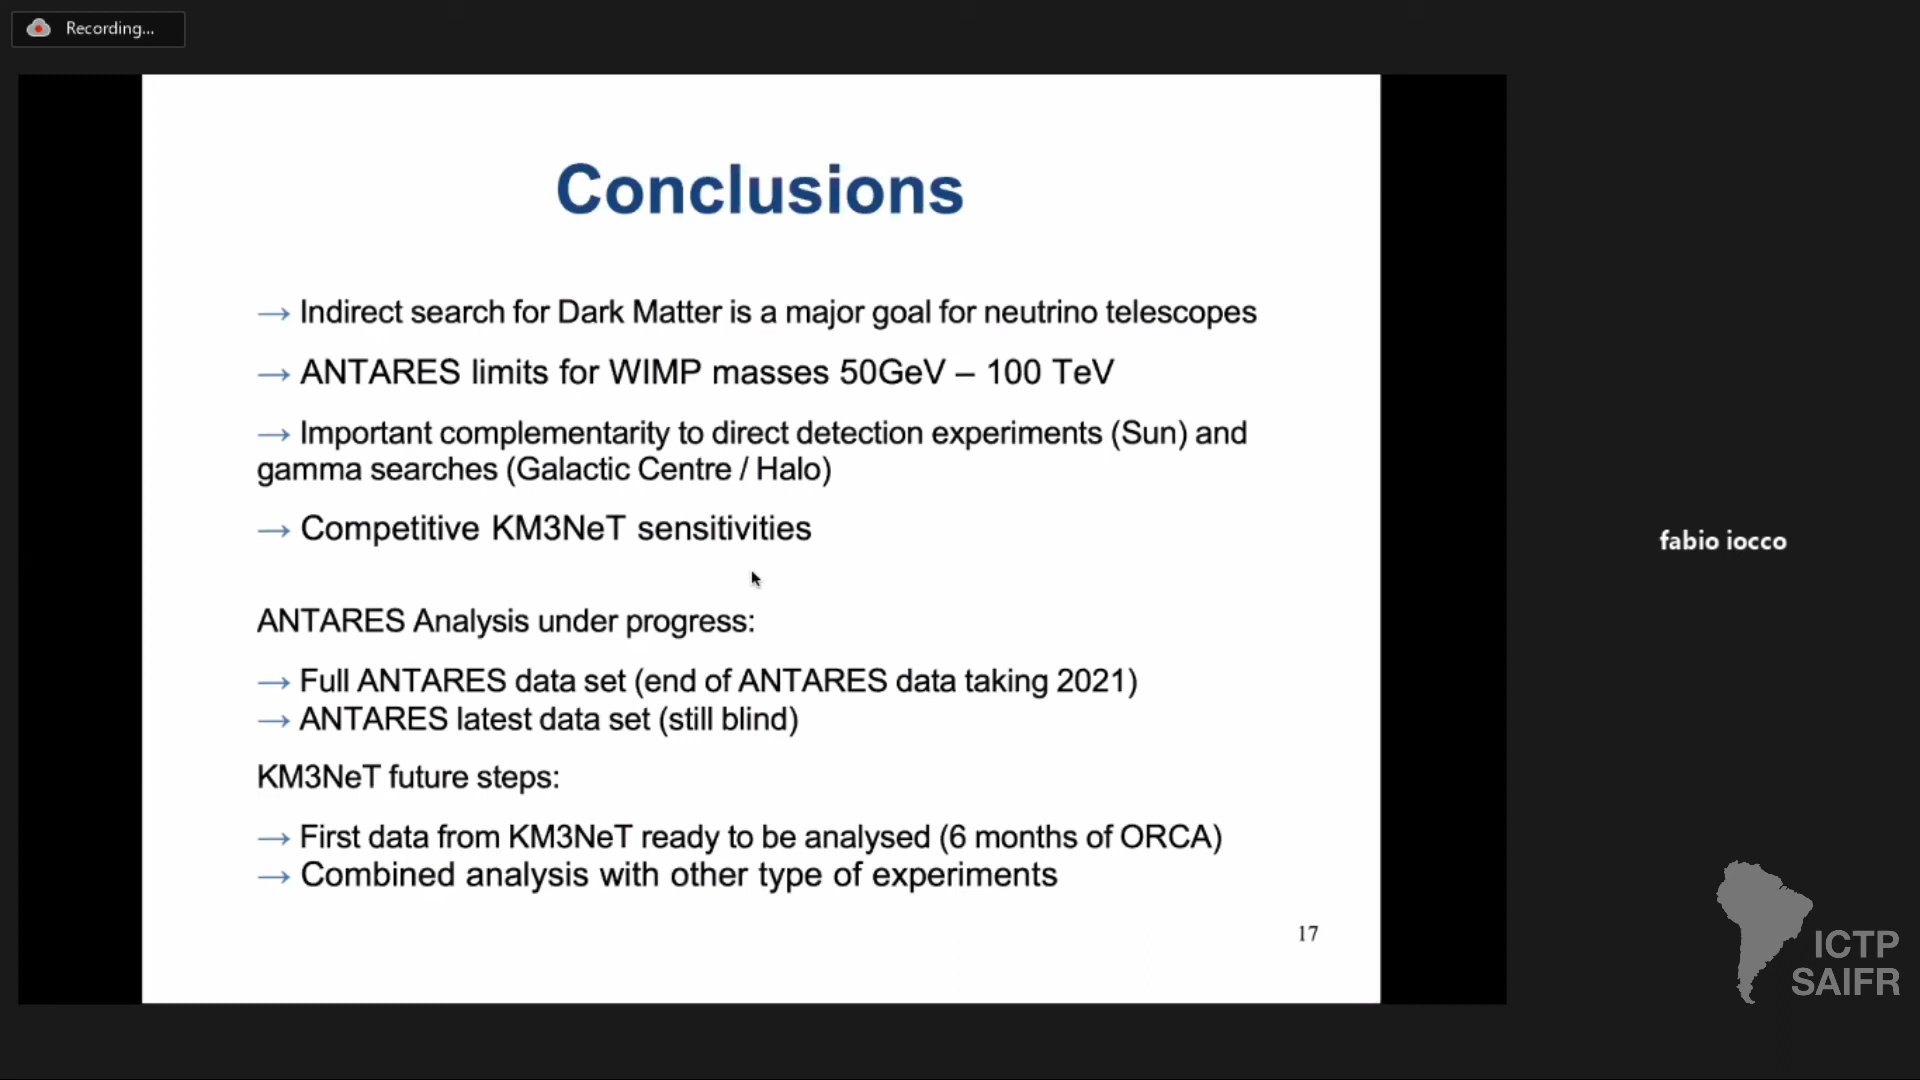 Recording...
Conclusions
→ Indirect search for Dark Matter is a major goal for neutrino telescopes
→ ANTARES limits for WIMP masses 50GeV – 100 TeV
→ Important complementarity to direct detection experiments (Sun) and
gamma searches (Galactic Centre / Halo)
→ Competitive KM3NeT sensitivities
ANTARES Analysis under progress:
→ Full ANTARES data set (end of ANTARES data taking 2021)
→ ANTARES latest data set (still blind)
KM3NeT future steps:
→ First data from KM3NeT ready to be analysed (6 months of ORCA)
→ Combined analysis with other type of experiments
17
fabio iocco
ICTP
SAIFR